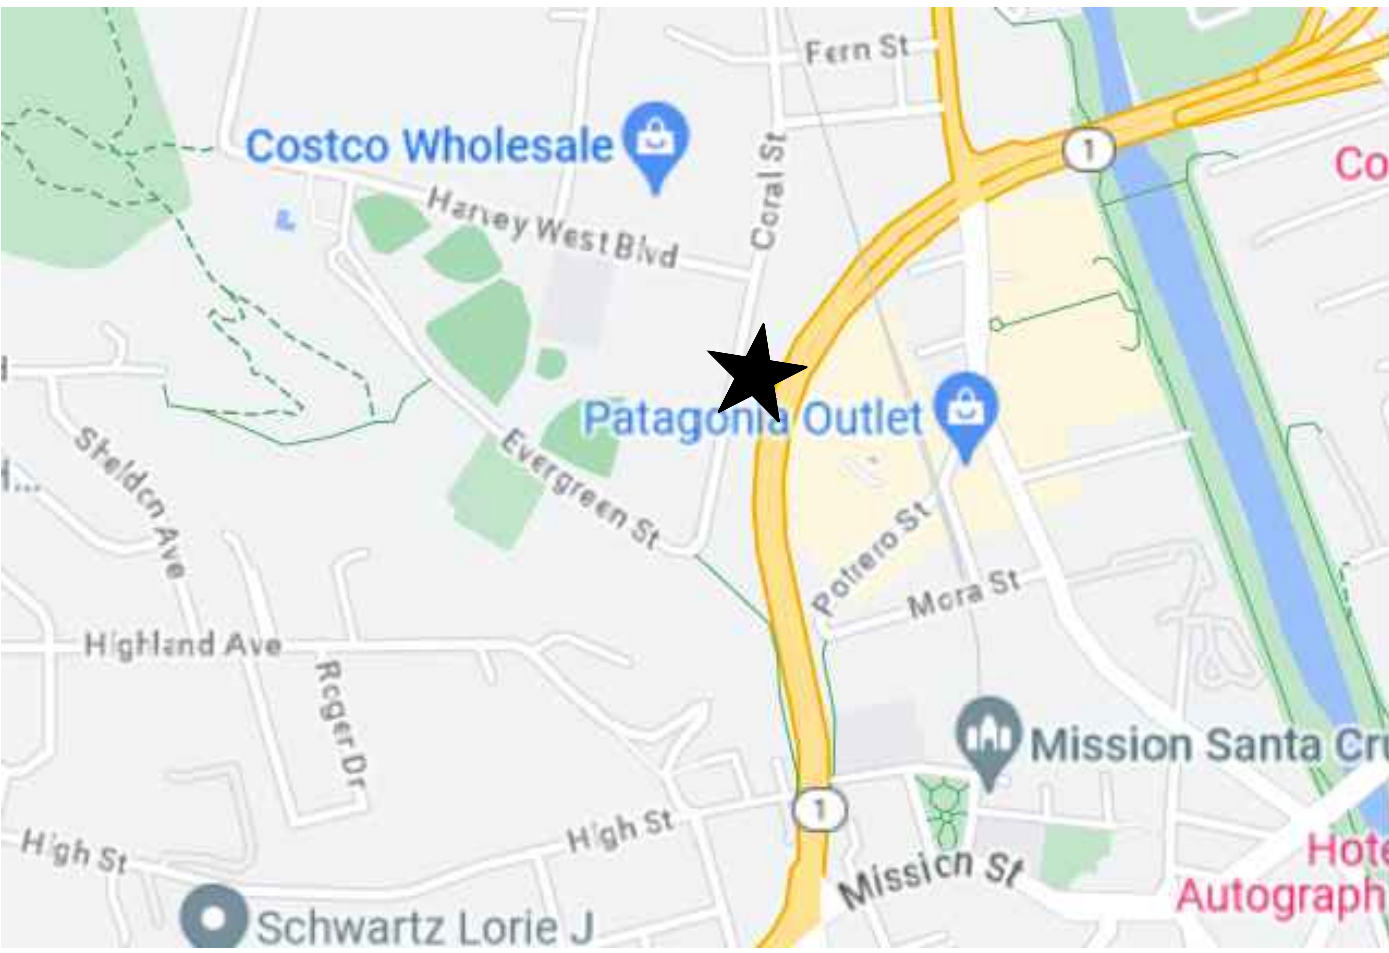 Fern St
1
Costco Wholesale
Co
Coral St
Harvey West Blvd
Patagonia Outlet
Evergreen St
Sheldon Ave
H...
Potrero St
Mora St
Highland Ave
Roger Dr
Mission Santa Cru
1
High St
High St
Mission St
Hote
Autograph
Schwartz Lorie J